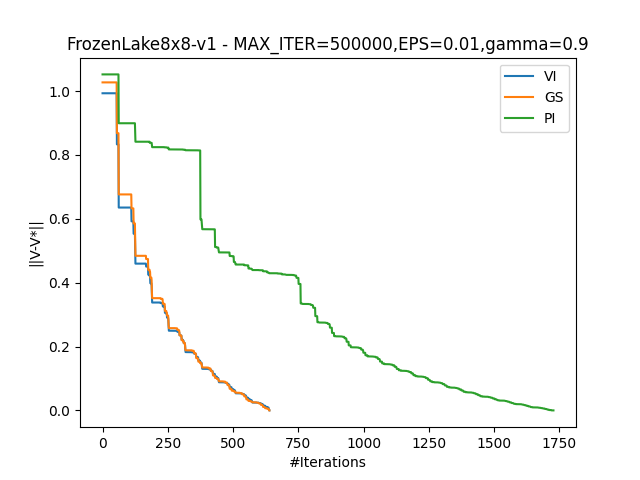 FrozenLake8x8-v1 - MAX_ITER=500000,EPS=0.01,gamma=0.9
VI
GS
PI
||V-V*||
1.0
0.8
0.6
0.4
0.2
0.0
0 250 500 750 1000 1250 1500 1750
#Iterations